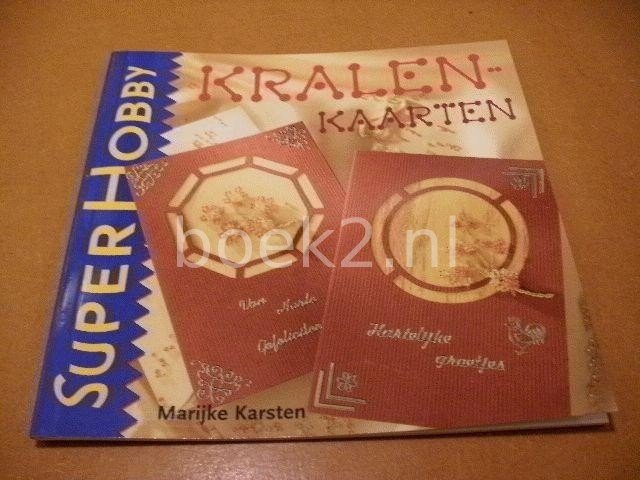 SUPERHOBBY
KRALEN-
KAARTEN
boek2.nl
Van Harte
Gefeliciteerd
Hartelijke
groetjes
Marijke Karsten